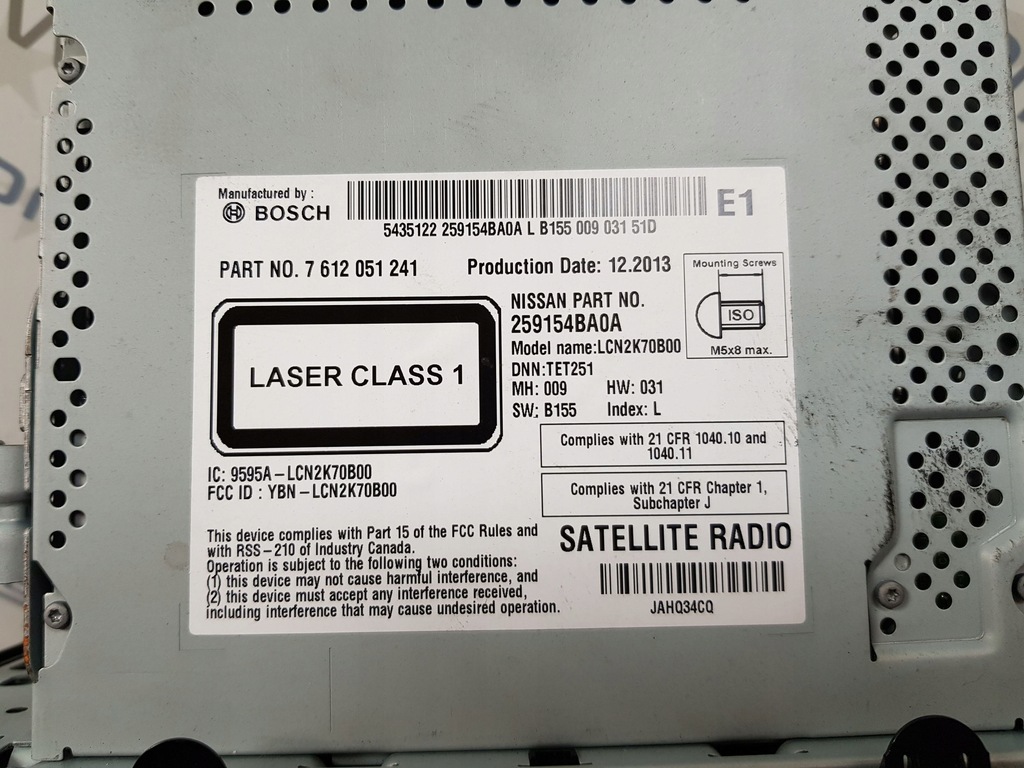 Manufactured by :
BOSCH
E1
5435122 259154BA0A L B155 009 031 51D
PART NO. 7 612 051 241
Production Date: 12.2013
Mounting Screws
ISO
M5x8 max.
NISSAN PART NO.
259154BA0A
Model name:LCN2K70B00
DNN:TET251
MH: 009 HW: 031
SW: B155 Index: L
LASER CLASS 1
Complies with 21 CFR 1040.10 and
1040.11
Complies with 21 CFR Chapter 1,
Subchapter J
IC: 9595A-LCN2K70B00
FCC ID : YBN-LCN2K70B00
This device complies with Part 15 of the FCC Rules and
with RSS-210 of Industry Canada.
Operation is subject to the following two conditions:
(1) this device may not cause harmful interference, and
(2) this device must accept any interference received,
including interference that may cause undesired operation.
SATELLITE RADIO
JAHQ34CQ